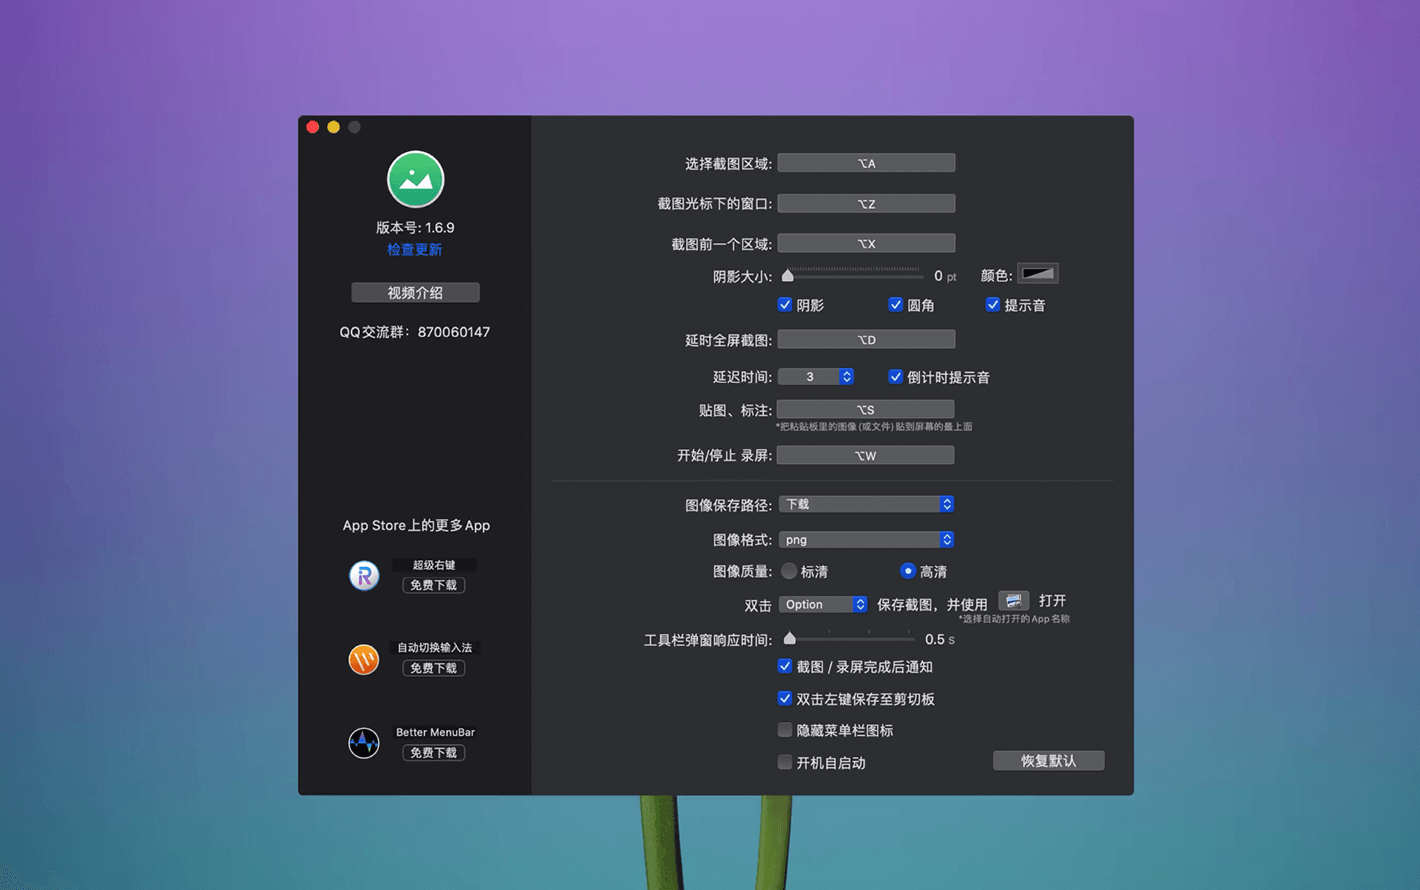 版本号: 1.6.9
检查更新
视频介绍
QQ交流群：870060147
App Store上的更多App
超级右键
免费下载
自动切换输入法
免费下载
Better MenuBar
免费下载
选择截图区域: ⌥A
截图光标下的窗口: ⌥Z
截图前一个区域: ⌥X
阴影大小: 0 pt 颜色:
阴影 圆角 提示音
延时全屏截图: ⌥D
延迟时间: 3 倒计时提示音
贴图、标注: ⌥S
*把粘贴板里的图像(或文件)贴到屏幕的最上面
开始/停止 录屏: ⌥W
图像保存路径: 下载
图像格式: png
图像质量: 标清 高清
双击 Option 保存截图，并使用 打开
*选择自动打开的App名称
工具栏弹窗响应时间: 0.5 s
截图 / 录屏完成后通知
双击左键保存至剪切板
隐藏菜单栏图标
开机自启动
恢复默认